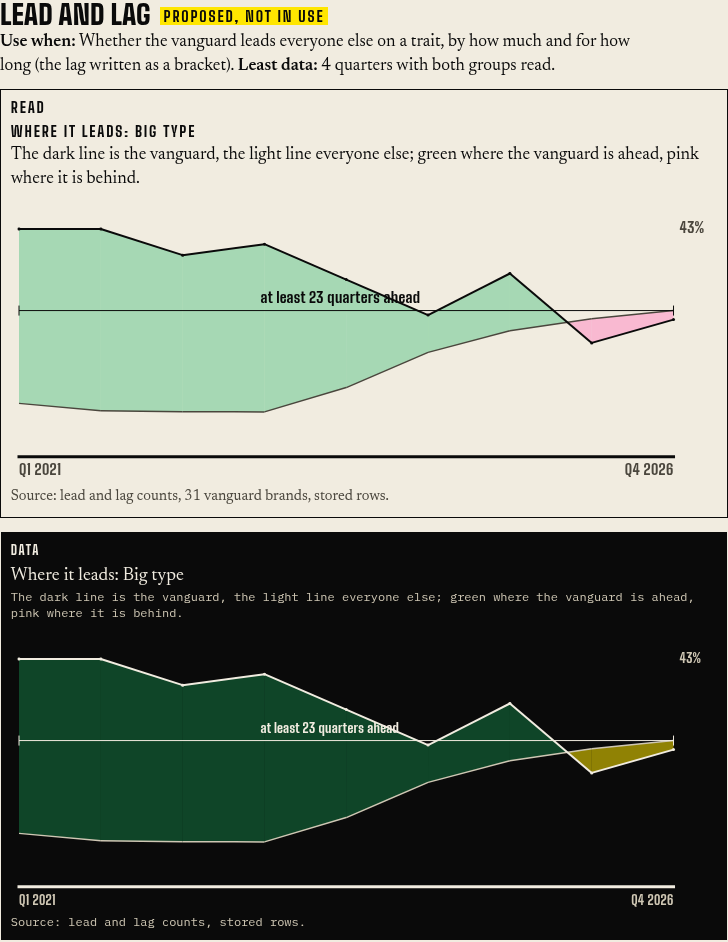 LEAD AND LAG PROPOSED, NOT IN USE
Use when: Whether the vanguard leads everyone else on a trait, by how much and for how
long (the lag written as a bracket). Least data: 4 quarters with both groups read.
READ
WHERE IT LEADS: BIG TYPE
The dark line is the vanguard, the light line everyone else; green where the vanguard is ahead, pink
where it is behind.
43%
at least 23 quarters ahead
Q1 2021 Q4 2026
Source: lead and lag counts, 31 vanguard brands, stored rows.
DATA
Where it leads: Big type
The dark line is the vanguard, the light line everyone else; green where the vanguard is ahead,
pink where it is behind.
43%
at least 23 quarters ahead
Q1 2021 Q4 2026
Source: lead and lag counts, stored rows.